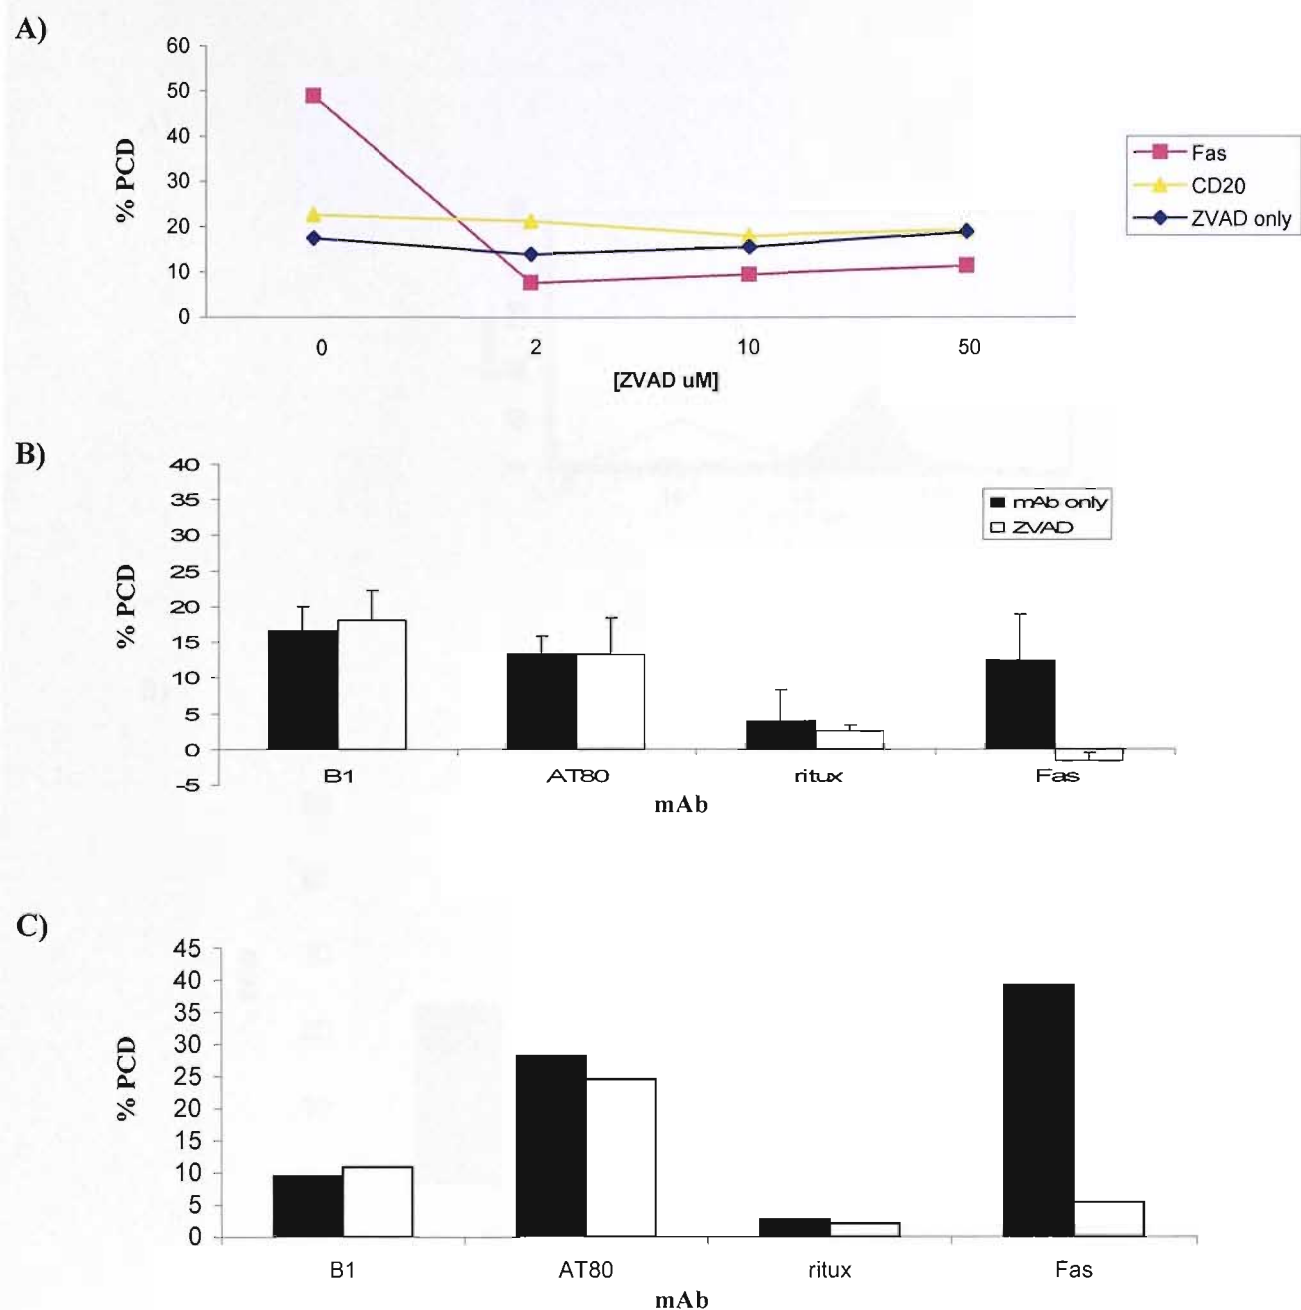 A)
60
50
40
30
20
10
0
% PCD
0 2 10 50
[ZVAD uM]
Fas
CD20
ZVAD only
B)
40
35
30
25
20
15
10
5
0
-5
% PCD
mAb only
ZVAD
B1 AT80 ritux Fas
mAb
C)
45
40
35
30
25
20
15
10
5
0
% PCD
B1 AT80 ritux Fas
mAb